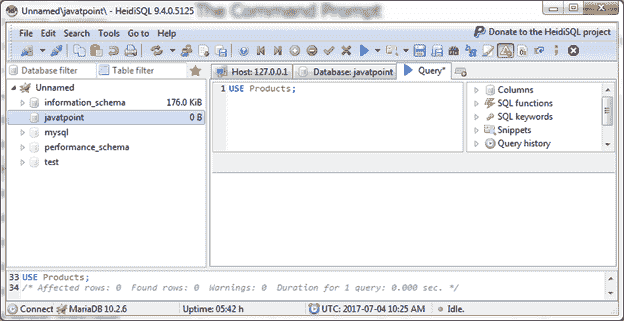 The Command Prompt
Unnamed\javatpoint\ - HeidiSQL 9.4.0.5125
File Edit Search Tools Go to Help
Donate to the HeidiSQL project
Database filter Table filter
Host: 127.0.0.1 Database: javatpoint Query*
Unnamed
information_schema 176.0 KiB
javatpoint 0 B
mysql
performance_schema
test
1 USE Products;
Columns
SQL functions
SQL keywords
Snippets
Query history
33 USE Products;
34 /* Affected rows: 0 Found rows: 0 Warnings: 0 Duration for 1 query: 0.000 sec. */
Connect MariaDB 10.2.6 Uptime: 05:42 h UTC: 2017-07-04 10:25 AM Idle.